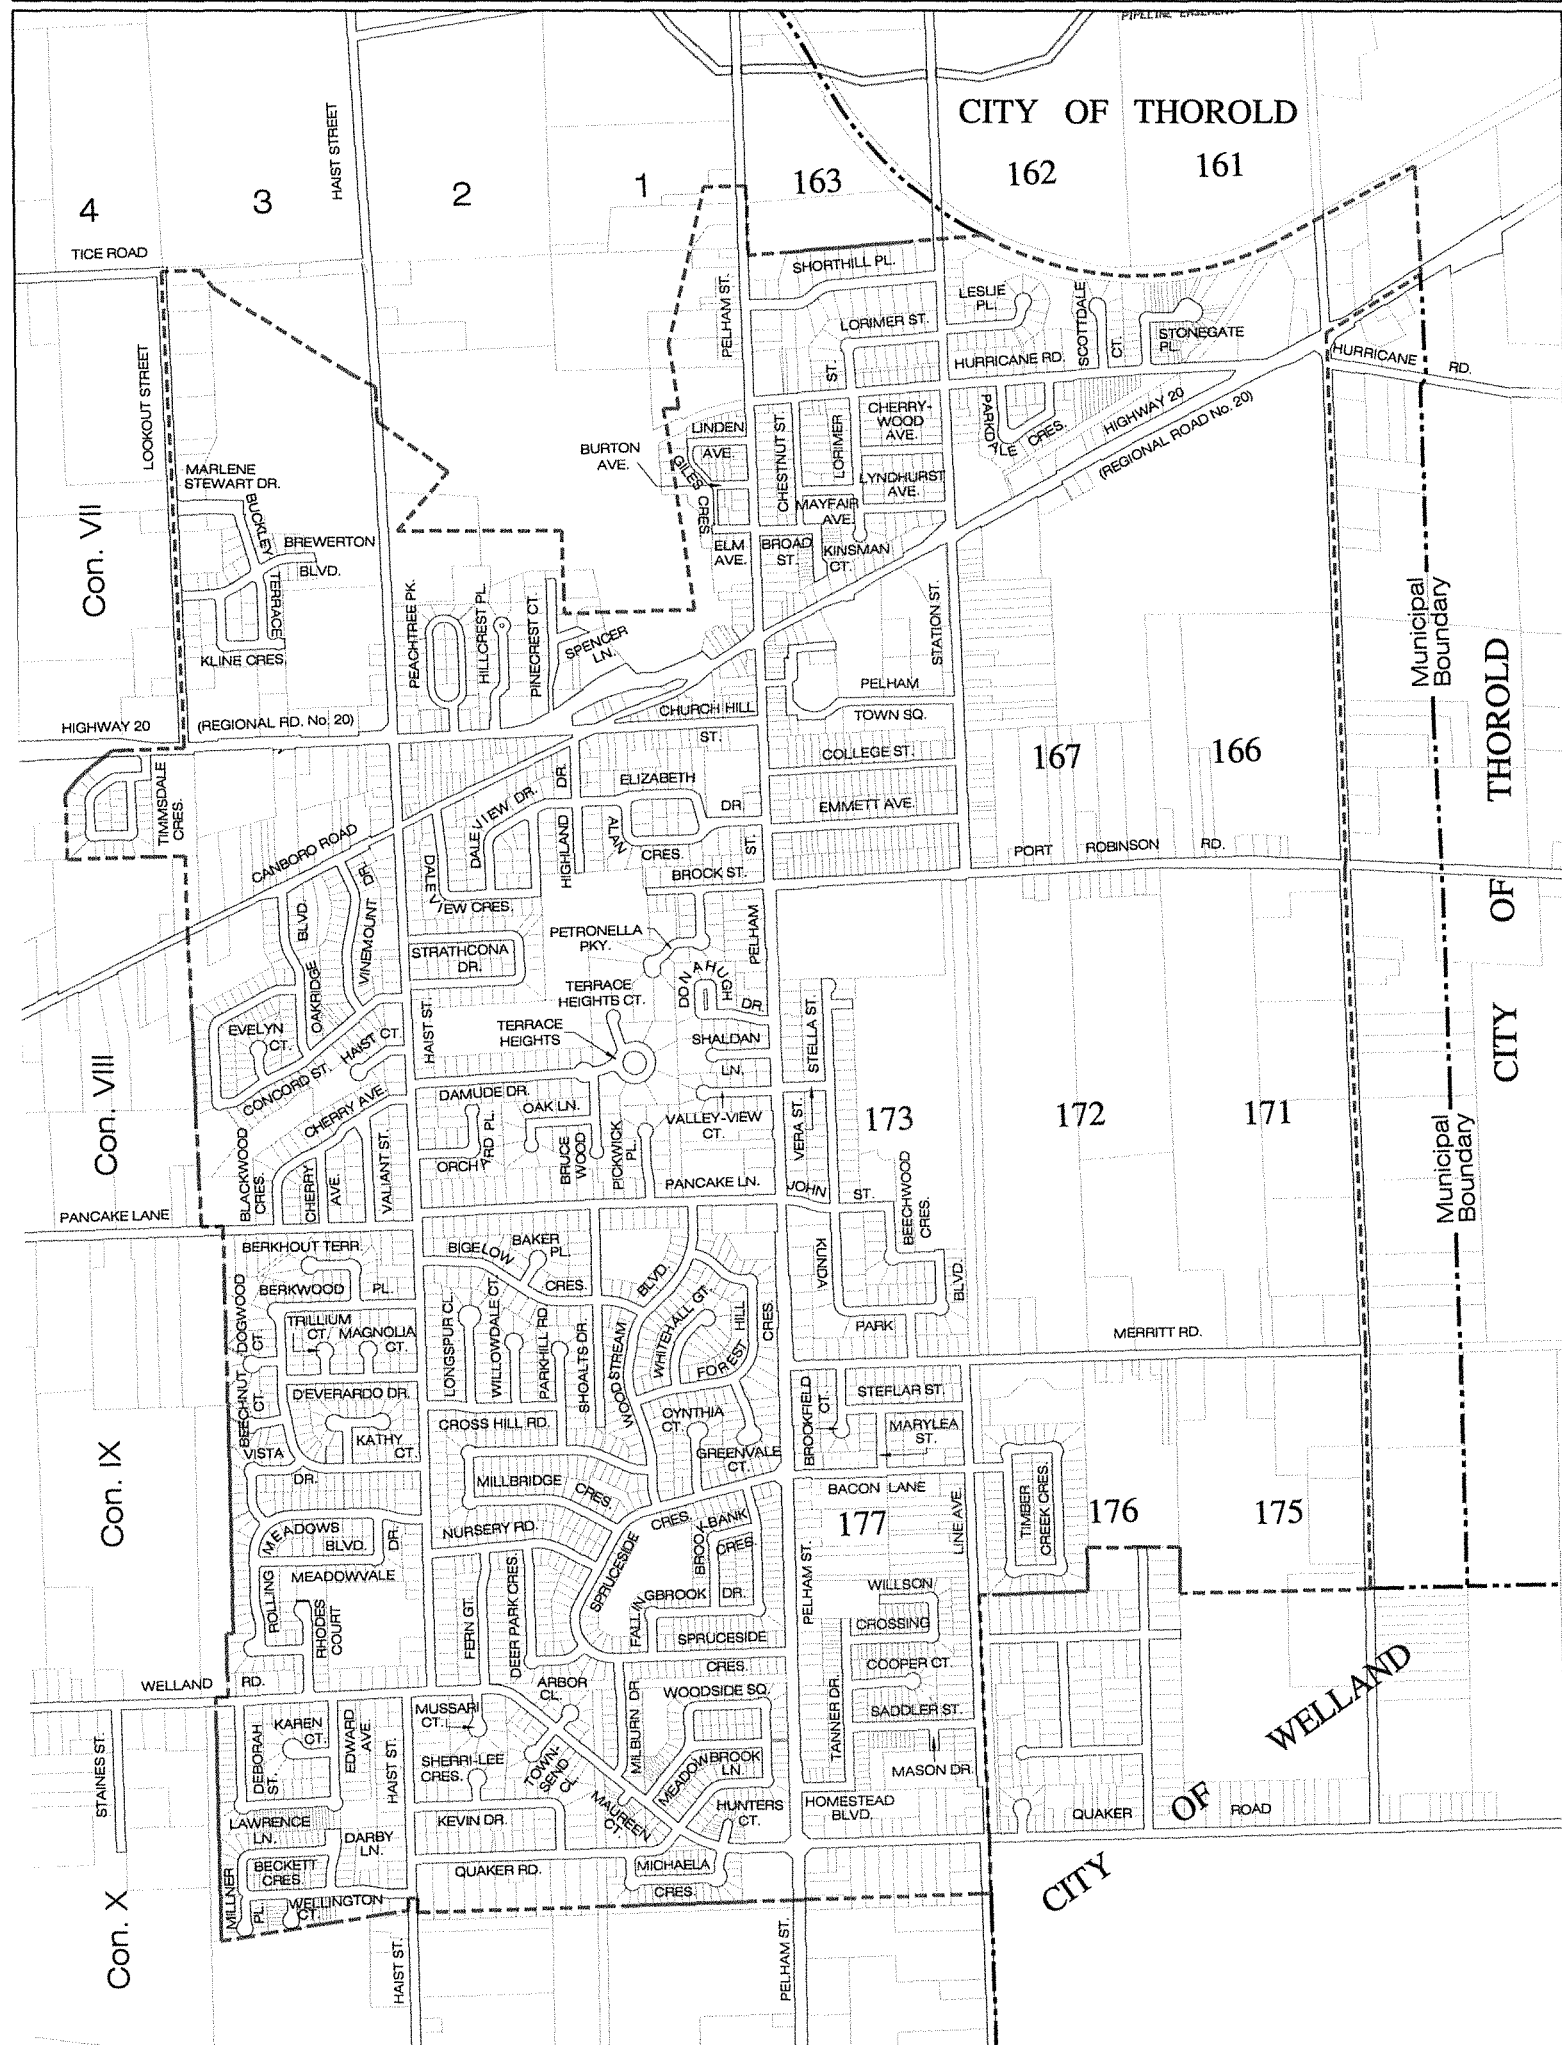 PIPELINE EASEMENT
CITY OF THOROLD
163
162
161
1
2
3
4
HAIST STREET
TICE ROAD
SHORTHILL PL.
PELHAM ST.
LESLIE
PL.
SCOTTDALE
CT.
LORIMER ST.
STONEGATE
PL.
HURRICANE RD.
HURRICANE
RD.
LOOKOUT STREET
ST.
LORIMER
CHERRY-
WOOD
AVE.
PARKDALE
CRES.
HIGHWAY 20
(REGIONAL ROAD No. 20)
LINDEN
AVE.
BURTON
AVE.
GILES
CRES
CHESTNUT ST.
LYNDHURST
AVE.
MAYFAIR
AVE.
MARLENE
STEWART DR.
BUCKLEY
TERRACE
BREWERTON
BLVD.
ELM
AVE.
BROAD
ST.
KINSMAN
CT.
Con. VII
KLINE CRES.
PEACHTREE PK.
HILLCREST PL.
PINECREST CT.
SPENCER
LN.
STATION ST.
Municipal
Boundary
CITY OF THOROLD
HIGHWAY 20
(REGIONAL RD. No. 20)
CHURCH HILL
ST.
PELHAM
TOWN SQ.
COLLEGE ST.
167
166
TIMMSDALE
CRES.
DALEVIEW DR.
DR.
HIGHLAND
ELIZABETH
DR.
ALAN
CRES.
EMMETT AVE.
ST.
CANBORO ROAD
PORT ROBINSON RD.
BROCK ST.
DALEVIEW CRES.
DR.
VINEMOUNT
BLVD.
OAKRIDGE
STRATHCONA
DR.
PETRONELLA
PKY.
PELHAM
DONAHUGH
DR.
TERRACE
HEIGHTS CT.
TERRACE
HEIGHTS
EVELYN
CT.
CONCORD ST.
HAIST CT.
HAIST ST.
SHALDAN
LN.
STELLA ST.
Con. VIII
CHERRY AVE.
DAMUDE DR.
OAK LN.
ORCHARD PL.
BRUCE
WOOD
PICKWICK
PL.
VALLEY-VIEW
CT.
VERA ST.
173
172
171
Municipal
Boundary
BLACKWOOD
CRES.
CHERRY
AVE.
VALIANT ST.
PANCAKE LN.
JOHN
ST.
BEECHWOOD
CRES.
PANCAKE LANE
BERKHOUT TERR.
BIGELOW
CRES.
BAKER
PL.
KUNDA
BLVD.
PARK
BERKWOOD
PL.
DOGWOOD
CT.
TRILLIUM
CT.
MAGNOLIA
CT.
LONGSPUR CL.
WILLOWDALE CT.
PARKHILL RD.
SHOALTS DR.
BLVD.
WOODSTREAM
WHITEHALL GT.
FOREST
HILL
CRES.
MERRITT RD.
BEECHNUT
CT.
D'EVERARDO DR.
CROSS HILL RD.
CYNTHIA
CT.
GREENVALE
CT.
BROOKFIELD
CT.
STEFLAR ST.
MARYLEA
ST.
VISTA
DR.
KATHY
CT.
Con. IX
MILLBRIDGE
CRES.
BACON LANE
LINE AVE.
TIMBER
CREEK CRES.
177
176
175
MEADOWS
BLVD.
DR.
NURSERY RD.
SPRUCESIDE
CRES.
BROOKBANK
CRES.
MEADOWVALE
ROLLING
RHODES
COURT
FERN GT.
DEER PARK CRES.
FALLINGBROOK
DR.
PELHAM ST.
WILLSON
CROSSING
SPRUCESIDE
CRES.
COOPER CT.
WELLAND
RD.
ARBOR
CL.
WOODSIDE SQ.
MILBURN DR.
TANNER DR.
SADDLER ST.
CITY OF WELLAND
STAINES ST.
DEBORAH
ST.
KAREN
CT.
EDWARD
AVE.
HAIST ST.
MUSSARI
CT.
SHERRI-LEE
CRES.
TOWN-
SEND
CL.
MEADOWBROOK
LN.
MASON DR.
LAWRENCE
LN.
DARBY
LN.
KEVIN DR.
MAUREEN
CT.
HUNTERS
CT.
HOMESTEAD
BLVD.
QUAKER ROAD
BECKETT
CRES.
QUAKER RD.
MICHAELA
CRES.
MILLNER
PL.
WELLINGTON
CT.
Con. X
HAIST ST.
PELHAM ST.